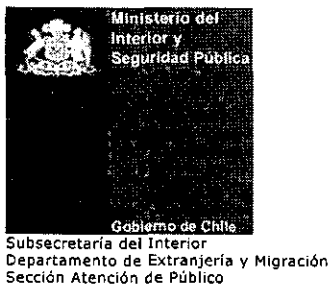 Ministerio del
Interior y
Seguridad Pública
Gobierno de Chile
Subsecretaría del Interior
Departamento de Extranjería y Migración
Sección Atención de Público